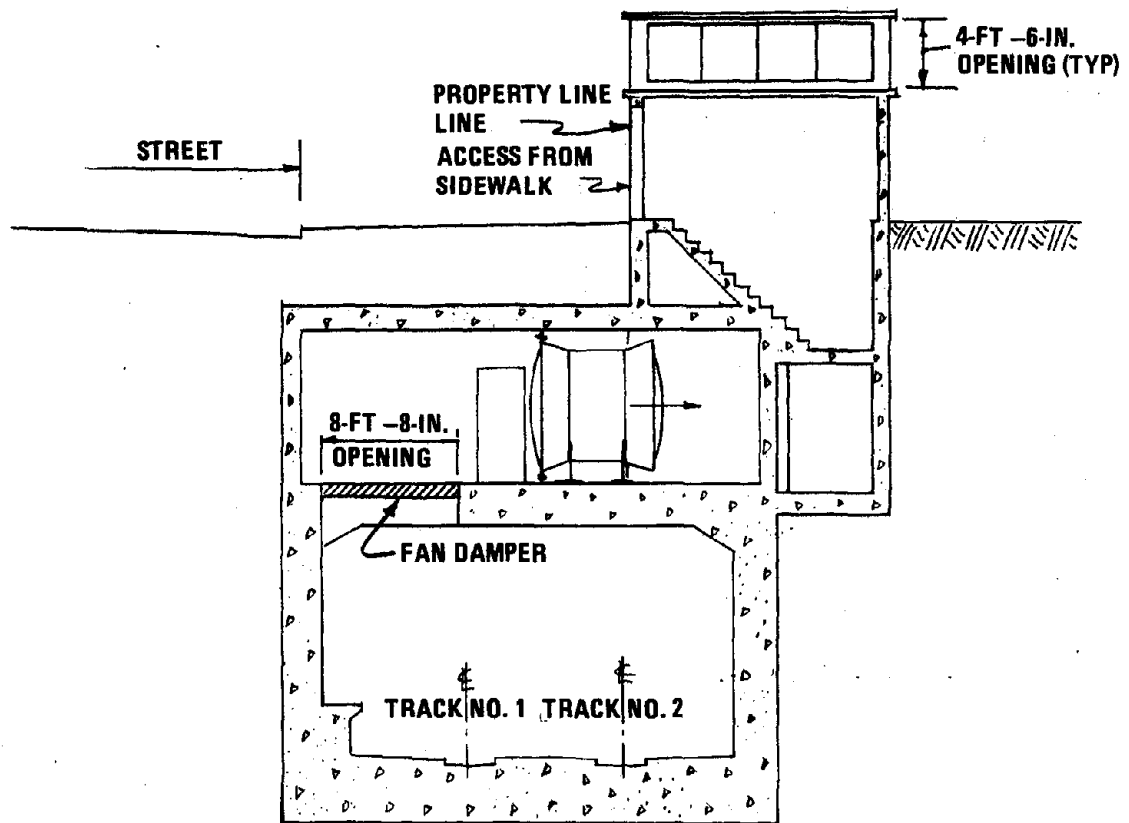 4-FT –6-IN.
OPENING (TYP)
PROPERTY LINE
LINE
STREET
ACCESS FROM
SIDEWALK
8-FT –8-IN.
OPENING
FAN DAMPER
TRACK NO. 1 TRACK NO. 2